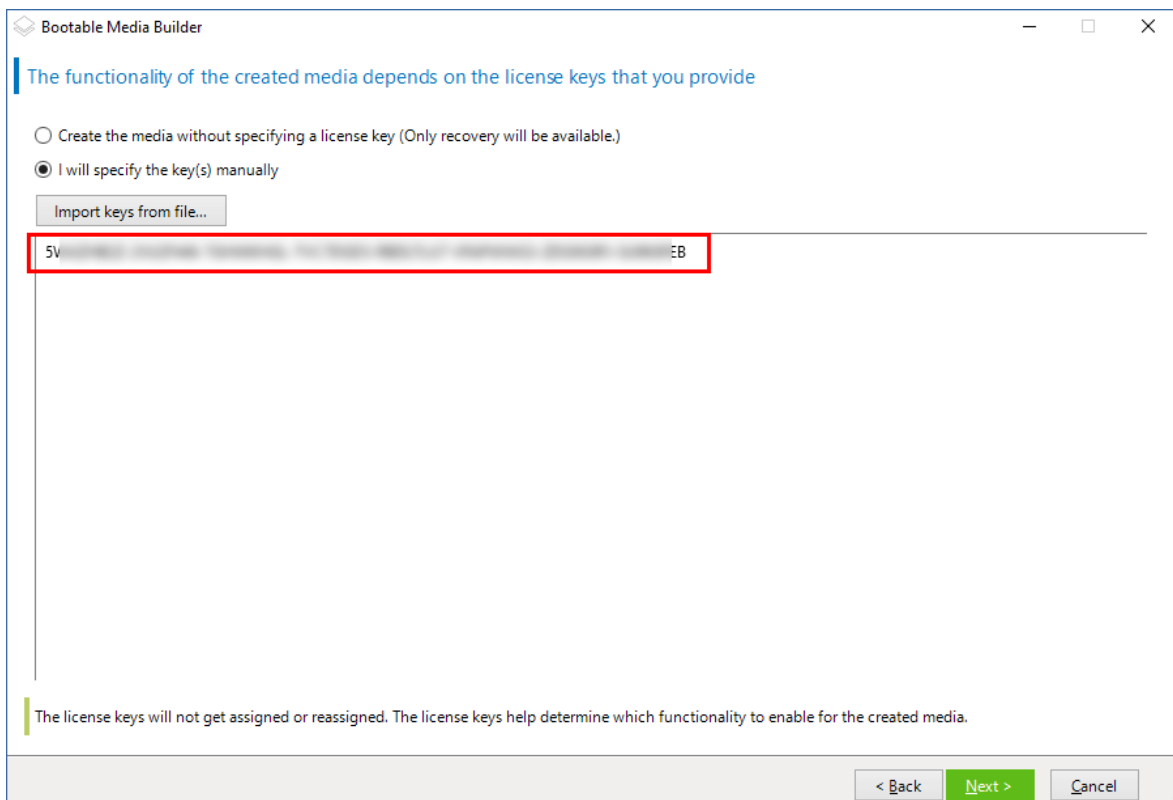 Bootable Media Builder
The functionality of the created media depends on the license keys that you provide
Create the media without specifying a license key (Only recovery will be available.)
I will specify the key(s) manually
Import keys from file...
The license keys will not get assigned or reassigned. The license keys help determine which functionality to enable for the created media.
< Back Next > Cancel